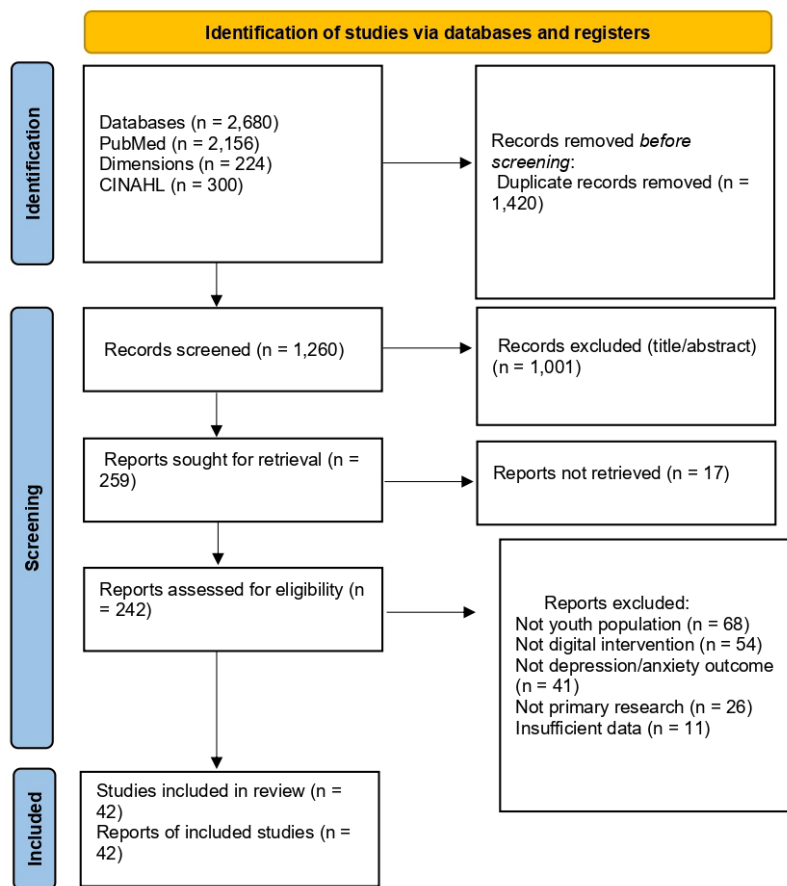 Identification of studies via databases and registers
Identification
Databases (n = 2,680)
PubMed (n = 2,156)
Dimensions (n = 224)
CINAHL (n = 300)
Records removed before
screening:
Duplicate records removed (n =
1,420)
Screening
Records screened (n = 1,260)
Records excluded (title/abstract)
(n = 1,001)
Reports sought for retrieval (n =
259)
Reports not retrieved (n = 17)
Reports assessed for eligibility (n
= 242)
Reports excluded:
Not youth population (n = 68)
Not digital intervention (n = 54)
Not depression/anxiety outcome
(n = 41)
Not primary research (n = 26)
Insufficient data (n = 11)
Included
Studies included in review (n =
42)
Reports of included studies (n =
42)